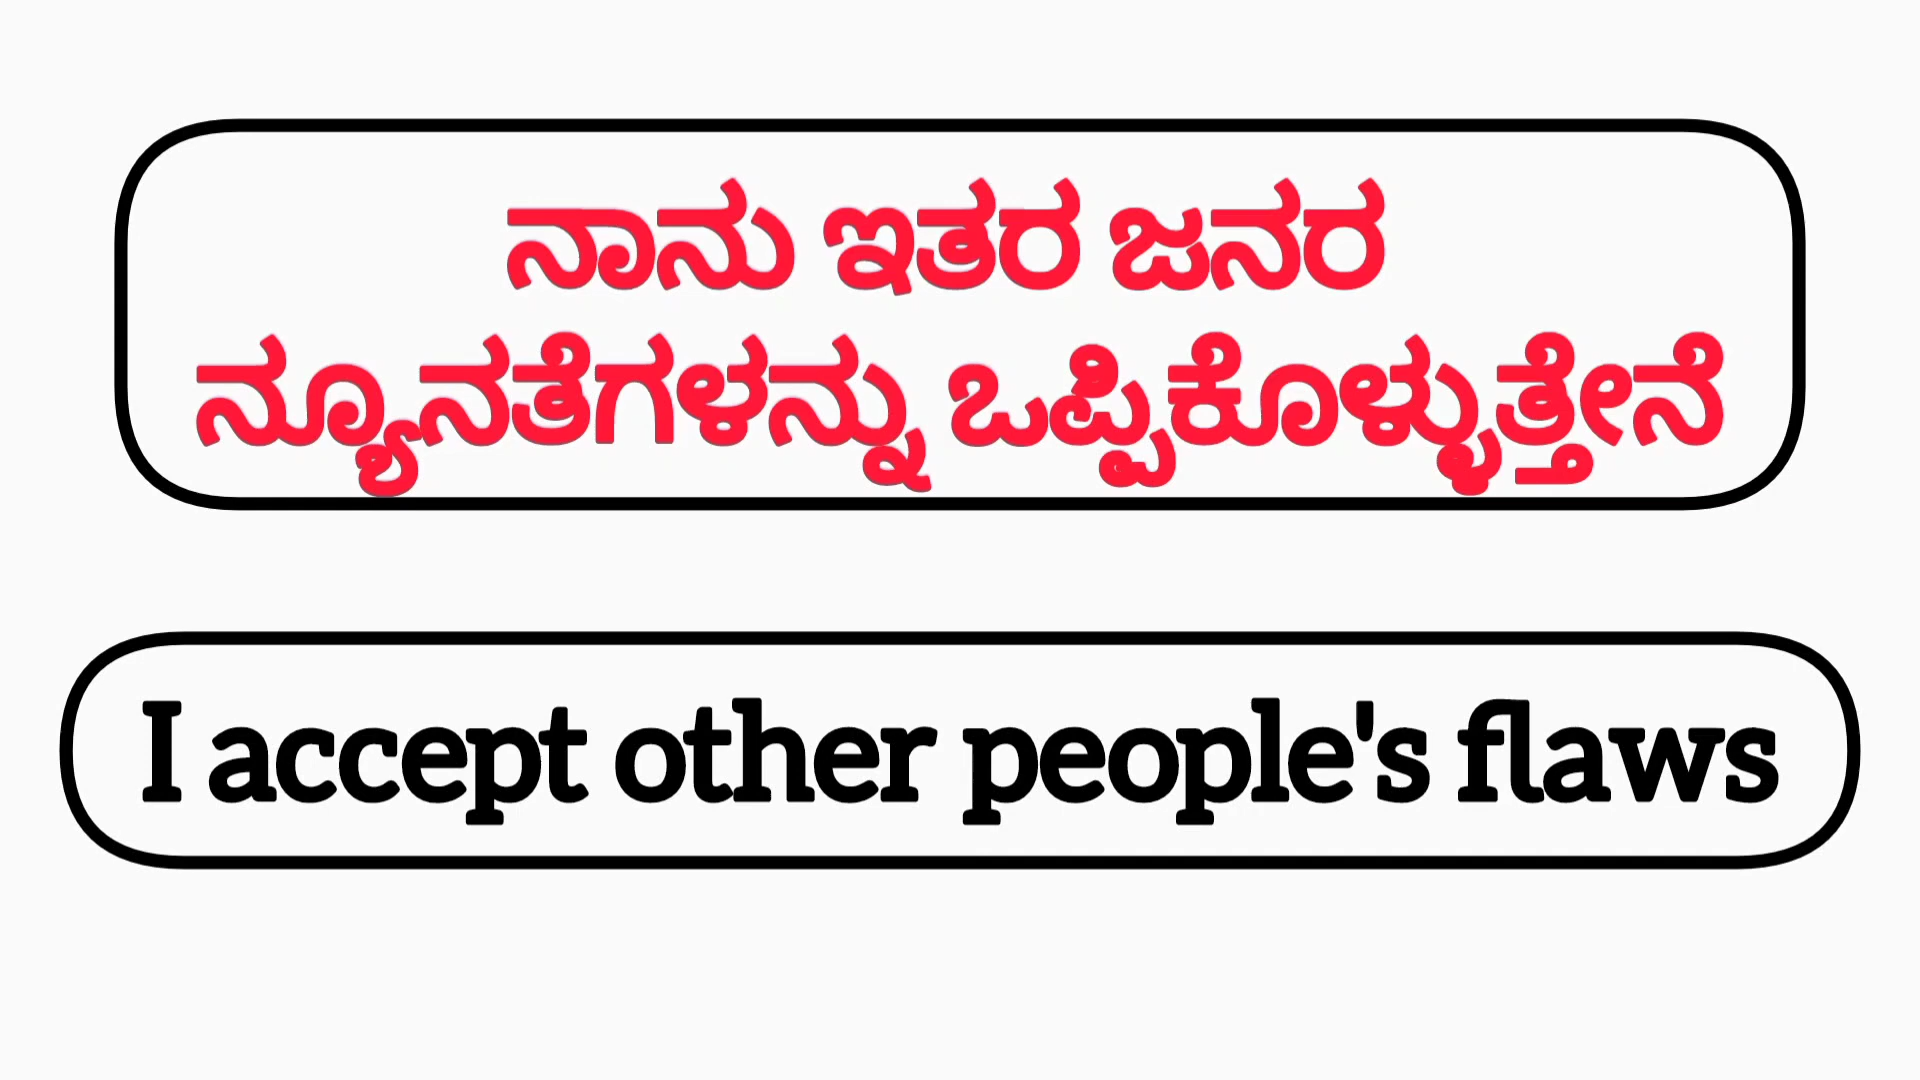 ನಾನು ಇತರ ಜನರ
ನ್ಯೂನತೆಗಳನ್ನು ಒಪ್ಪಿಕೊಳ್ಳುತ್ತೇನೆ
I accept other people's flaws